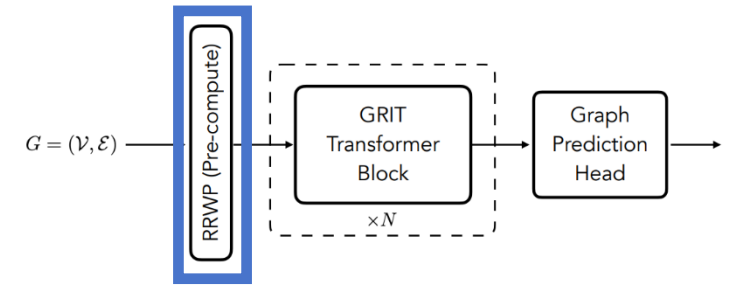 G = (𝒱, ℰ)
RRWP (Pre-compute)
GRIT
Transformer
Block
×N
Graph
Prediction
Head